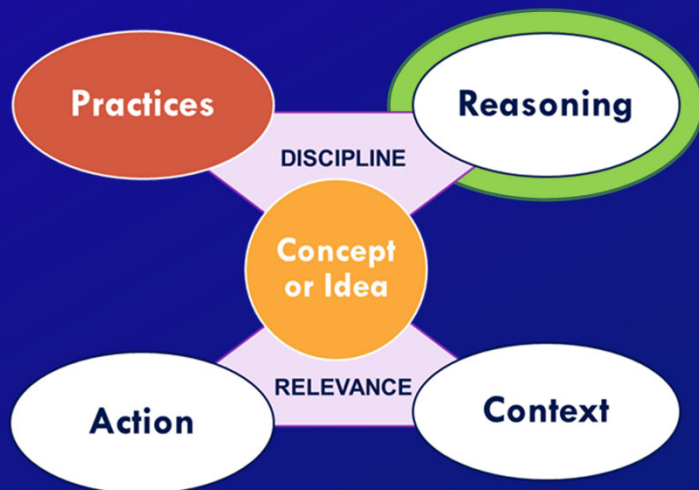 Practices
Reasoning
DISCIPLINE
Concept
or Idea
RELEVANCE
Action
Context